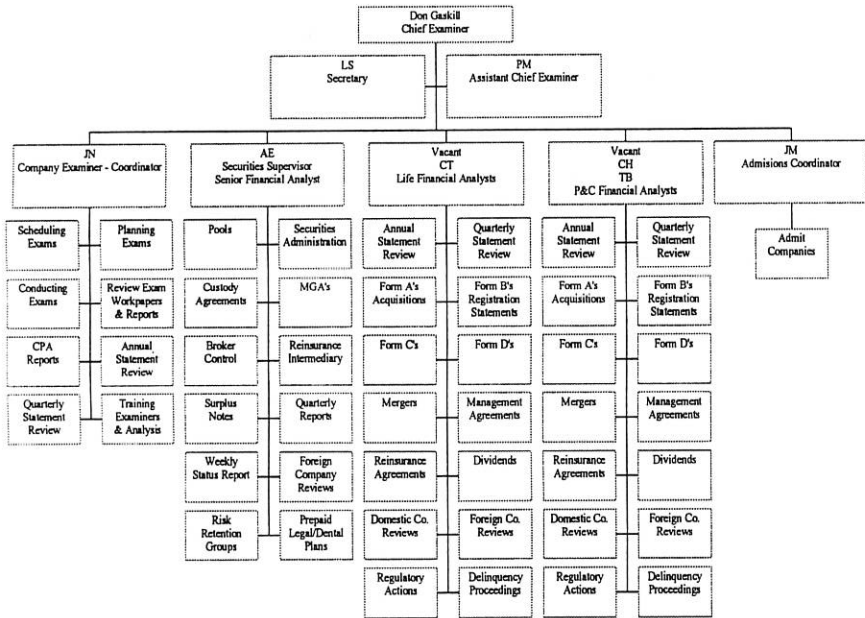 Don Gaskill
Chief Examiner
LS
Secretary
PM
Assistant Chief Examiner
JN
Company Examiner - Coordinator
AE
Securities Supervisor
Senior Financial Analyst
Vacant
CT
Life Financial Analysts
Vacant
CH
TB
P&C Financial Analysts
JM
Admisions Coordinator
Scheduling
Exams
Planning
Exams
Conducting
Exams
Review Exam
Workpapers
& Reports
CPA
Reports
Annual
Statement
Review
Quarterly
Statement
Review
Training
Examiners
& Analysis
Pools
Securities
Administration
Custody
Agreements
MGA's
Broker
Control
Reinsurance
Intermediary
Surplus
Notes
Quarterly
Reports
Weekly
Status Report
Foreign
Company
Reviews
Risk
Retention
Groups
Prepaid
Legal/Dental
Plans
Annual
Statement
Review
Quarterly
Statement
Review
Form A's
Acquisitions
Form B's
Registration
Statements
Form C's
Form D's
Mergers
Management
Agreements
Reinsurance
Agreements
Dividends
Domestic Co.
Reviews
Foreign Co.
Reviews
Regulatory
Actions
Delinquency
Proceedings
Annual
Statement
Review
Quarterly
Statement
Review
Form A's
Acquisitions
Form B's
Registration
Statements
Form C's
Form D's
Mergers
Management
Agreements
Reinsurance
Agreements
Dividends
Domestic Co.
Reviews
Foreign Co.
Reviews
Regulatory
Actions
Delinquency
Proceedings
Admit
Companies